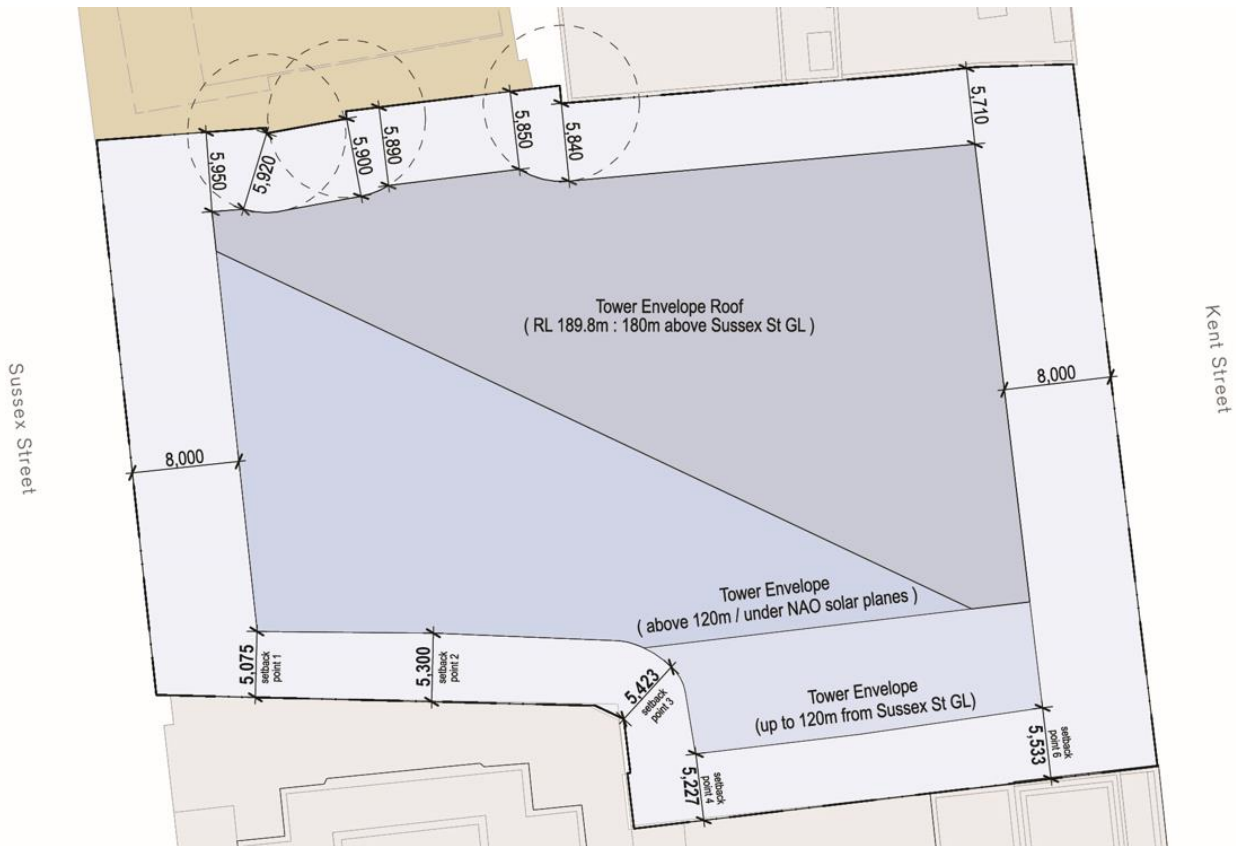 5,950
5,920
5,900
5,890
5,850
5,840
5,710
Tower Envelope Roof
( RL 189.8m : 180m above Sussex St GL )
Kent Street
Sussex Street
8,000
8,000
Tower Envelope
( above 120m / under NAO solar planes )
5,075
setback
point 1
5,300
setback
point 2
5,423
setback
point 3
Tower Envelope
(up to 120m from Sussex St GL)
5,227
setback
point 4
5,533
setback
point 6